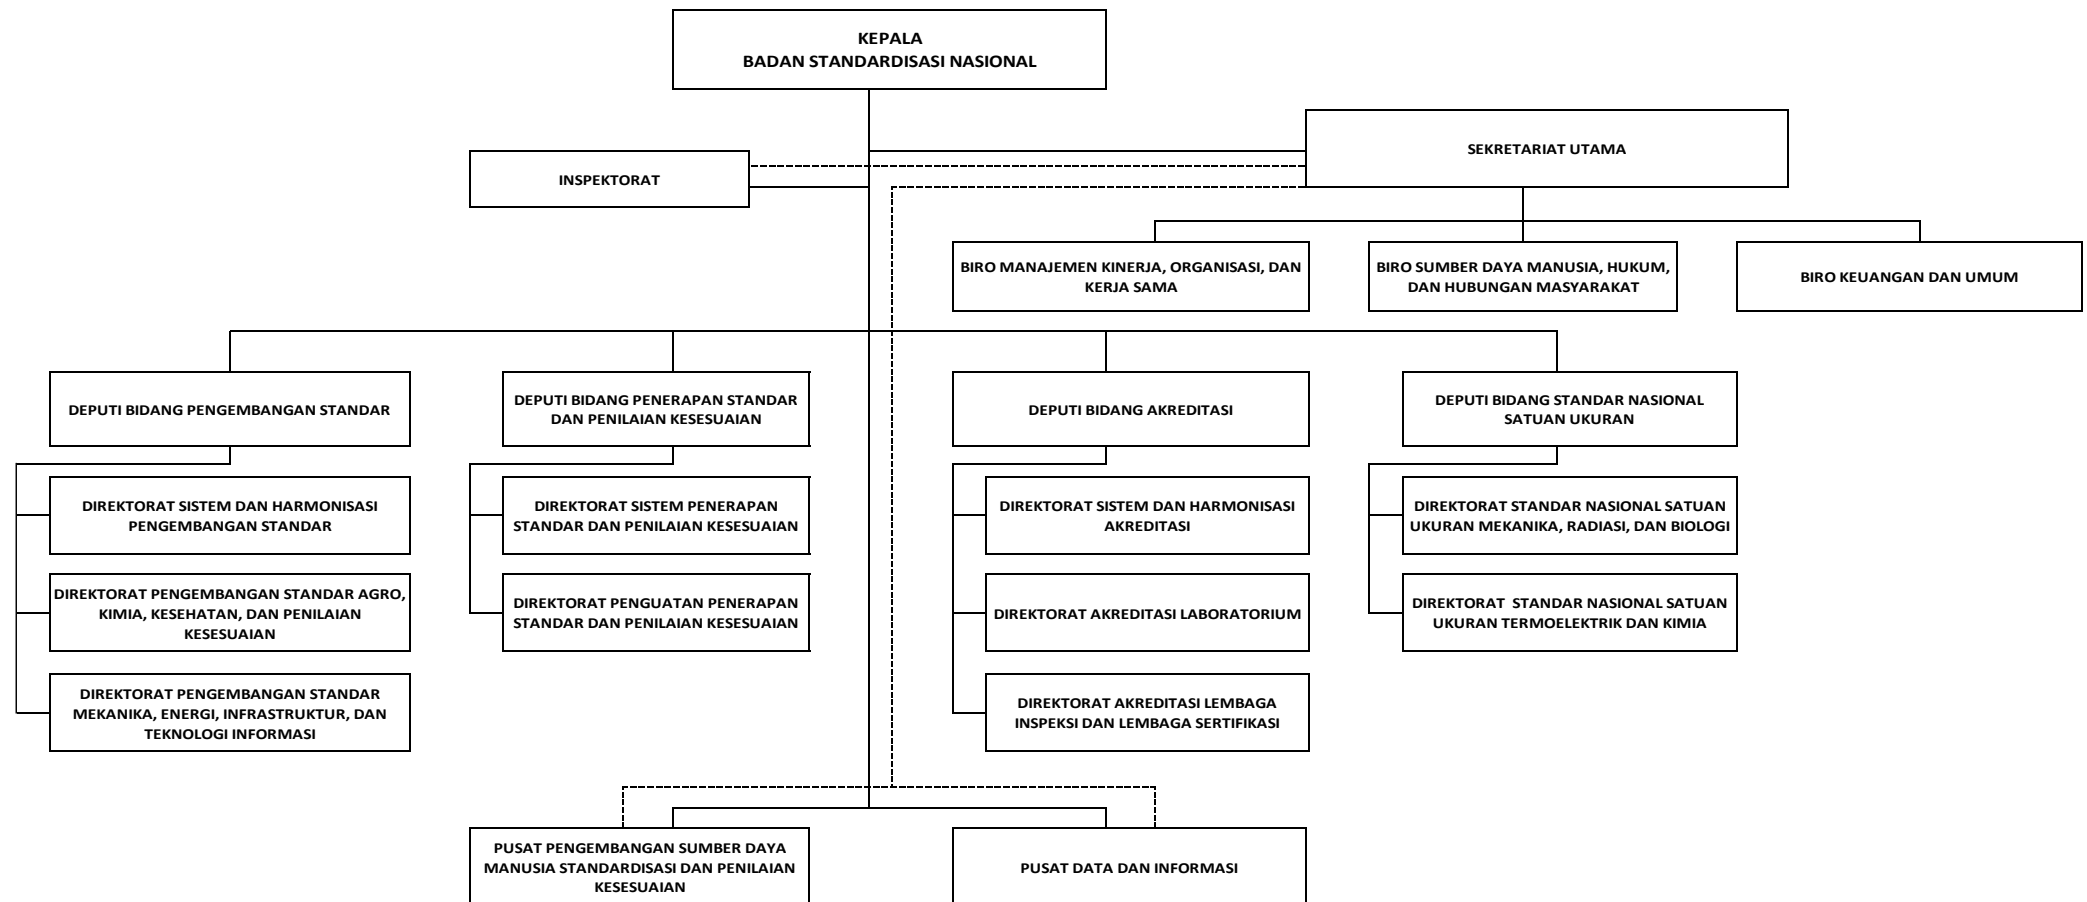 KEPALA
BADAN STANDARDISASI NASIONAL
SEKRETARIAT UTAMA
INSPEKTORAT
BIRO MANAJEMEN KINERJA, ORGANISASI, DAN
KERJA SAMA
BIRO SUMBER DAYA MANUSIA, HUKUM,
DAN HUBUNGAN MASYARAKAT
BIRO KEUANGAN DAN UMUM
DEPUTI BIDANG PENGEMBANGAN STANDAR
DEPUTI BIDANG PENERAPAN STANDAR
DAN PENILAIAN KESESUAIAN
DEPUTI BIDANG AKREDITASI
DEPUTI BIDANG STANDAR NASIONAL
SATUAN UKURAN
DIREKTORAT SISTEM DAN HARMONISASI
PENGEMBANGAN STANDAR
DIREKTORAT SISTEM PENERAPAN
STANDAR DAN PENILAIAN KESESUAIAN
DIREKTORAT SISTEM DAN HARMONISASI
AKREDITASI
DIREKTORAT STANDAR NASIONAL SATUAN
UKURAN MEKANIKA, RADIASI, DAN BIOLOGI
DIREKTORAT PENGEMBANGAN STANDAR AGRO,
KIMIA, KESEHATAN, DAN PENILAIAN
KESESUAIAN
DIREKTORAT PENGUATAN PENERAPAN
STANDAR DAN PENILAIAN KESESUAIAN
DIREKTORAT AKREDITASI LABORATORIUM
DIREKTORAT STANDAR NASIONAL SATUAN
UKURAN TERMOELEKTRIK DAN KIMIA
DIREKTORAT PENGEMBANGAN STANDAR
MEKANIKA, ENERGI, INFRASTRUKTUR, DAN
TEKNOLOGI INFORMASI
DIREKTORAT AKREDITASI LEMBAGA
INSPEKSI DAN LEMBAGA SERTIFIKASI
PUSAT PENGEMBANGAN SUMBER DAYA
MANUSIA STANDARDISASI DAN PENILAIAN
KESESUAIAN
PUSAT DATA DAN INFORMASI